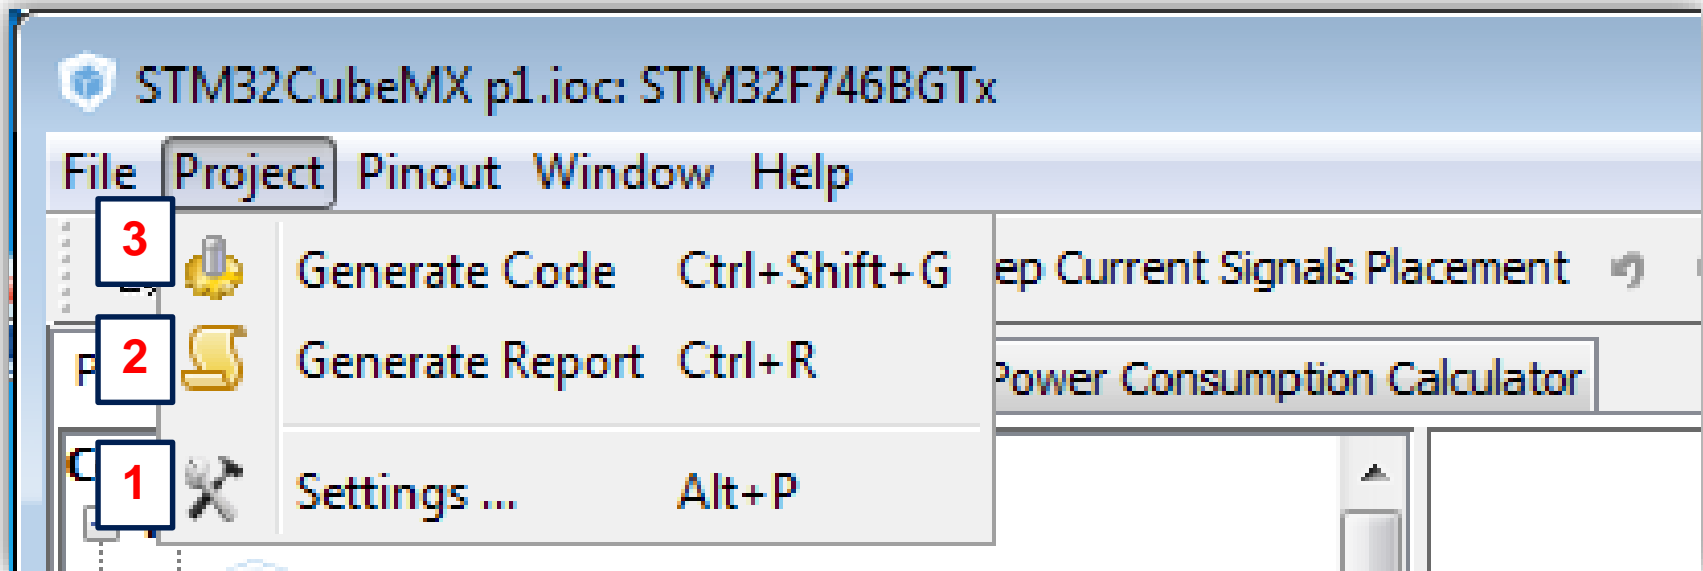 STM32CubeMX p1.ioc: STM32F746BGTx
File Project Pinout Window Help
3 Generate Code Ctrl+Shift+G ep Current Signals Placement
2 Generate Report Ctrl+R Power Consumption Calculator
1 Settings ... Alt+P